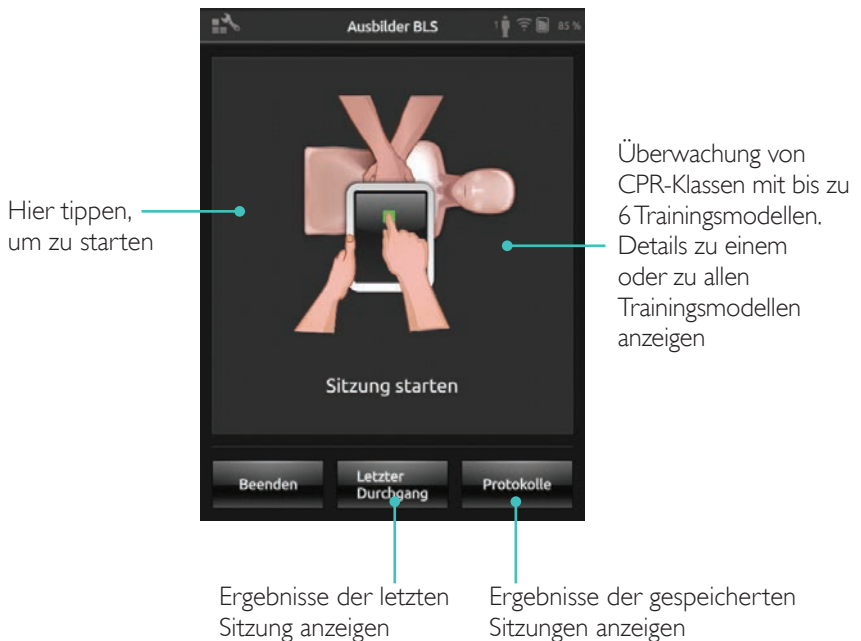 Ausbilder BLS
1
85 %
Hier tippen,
um zu starten
Überwachung von
CPR-Klassen mit bis zu
6 Trainingsmodellen.
Details zu einem
oder zu allen
Trainingsmodellen
anzeigen
Sitzung starten
Beenden
Letzter
Durchgang
Protokolle
Ergebnisse der letzten
Sitzung anzeigen
Ergebnisse der gespeicherten
Sitzungen anzeigen